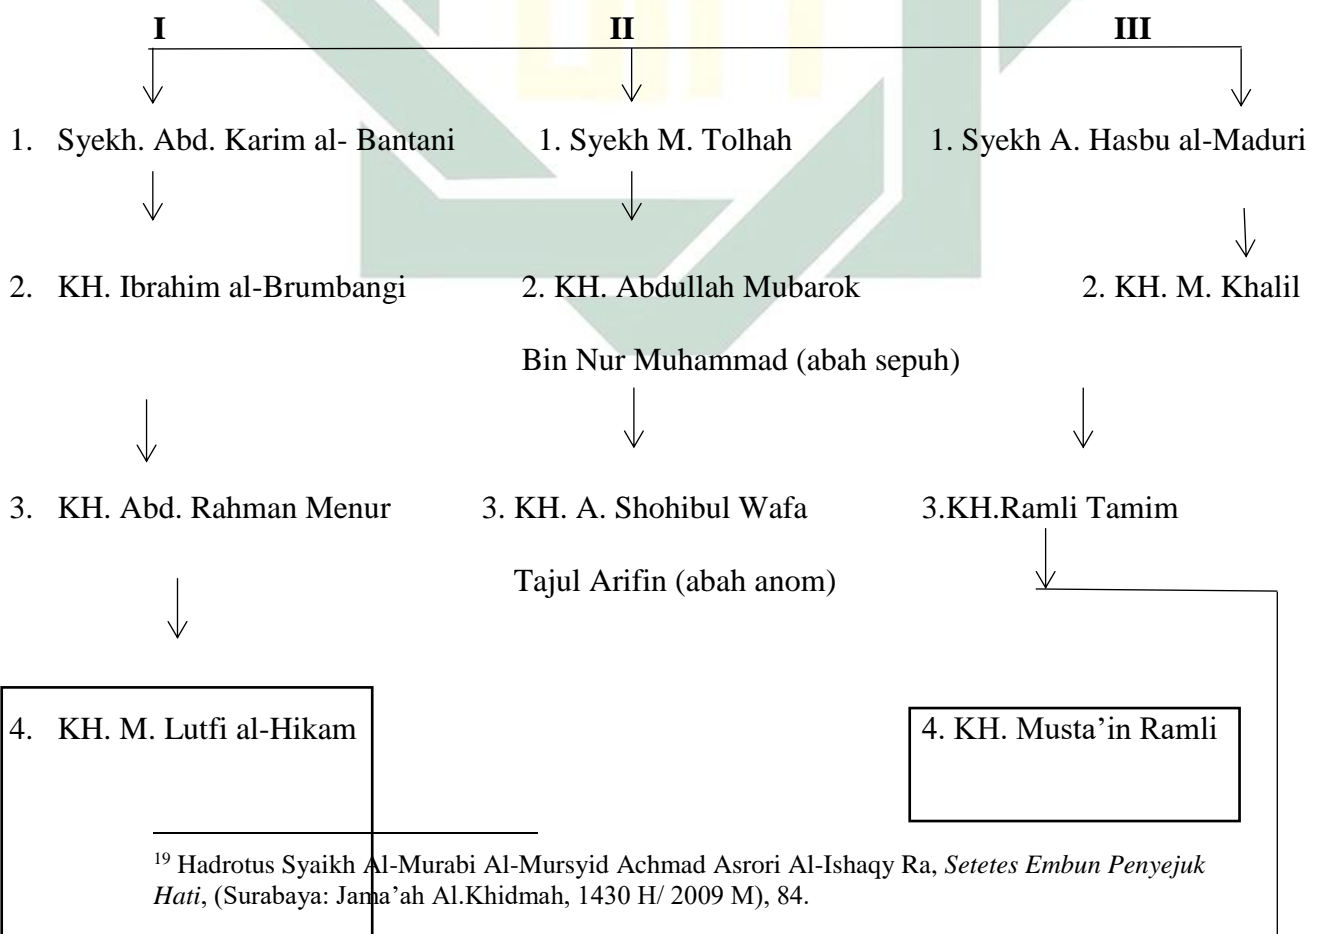 I II III
1. Syekh. Abd. Karim al- Bantani 1. Syekh M. Tolhah 1. Syekh A. Hasbu al-Maduri
2. KH. Ibrahim al-Brumbangi 2. KH. Abdullah Mubarok 2. KH. M. Khalil
Bin Nur Muhammad (abah sepuh)
3. KH. Abd. Rahman Menur 3. KH. A. Shohibul Wafa 3.KH.Ramli Tamim
Tajul Arifin (abah anom)
4. KH. M. Lutfi al-Hikam 4. KH. Musta’in Ramli
19 Hadrotus Syaikh Al-Murabi Al-Mursyid Achmad Asrori Al-Ishaqy Ra, Setetes Embun Penyejuk
Hati, (Surabaya: Jama’ah Al.Khidmah, 1430 H/ 2009 M), 84.